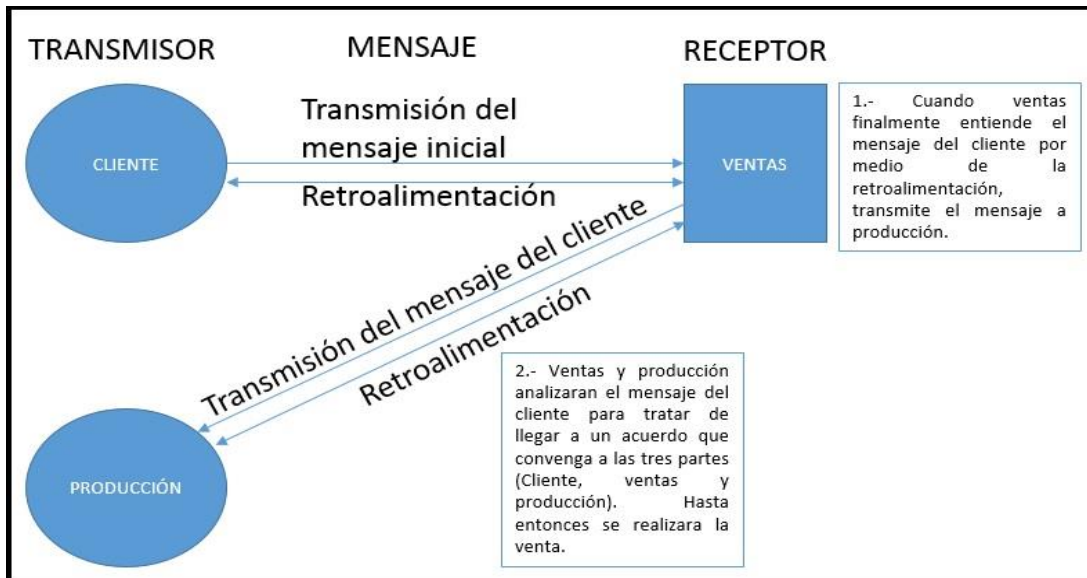 TRANSMISOR
MENSAJE
RECEPTOR
CLIENTE
Transmisión del
mensaje inicial
Retroalimentación
VENTAS
1.- Cuando ventas
finalmente entiende el
mensaje del cliente por
medio de la
retroalimentación,
transmite el mensaje a
producción.
Transmisión del mensaje del cliente
Retroalimentación
PRODUCCIÓN
2.- Ventas y producción
analizaran el mensaje del
cliente para tratar de
llegar a un acuerdo que
convenga a las tres partes
(Cliente, ventas y
producción). Hasta
entonces se realizara la
venta.